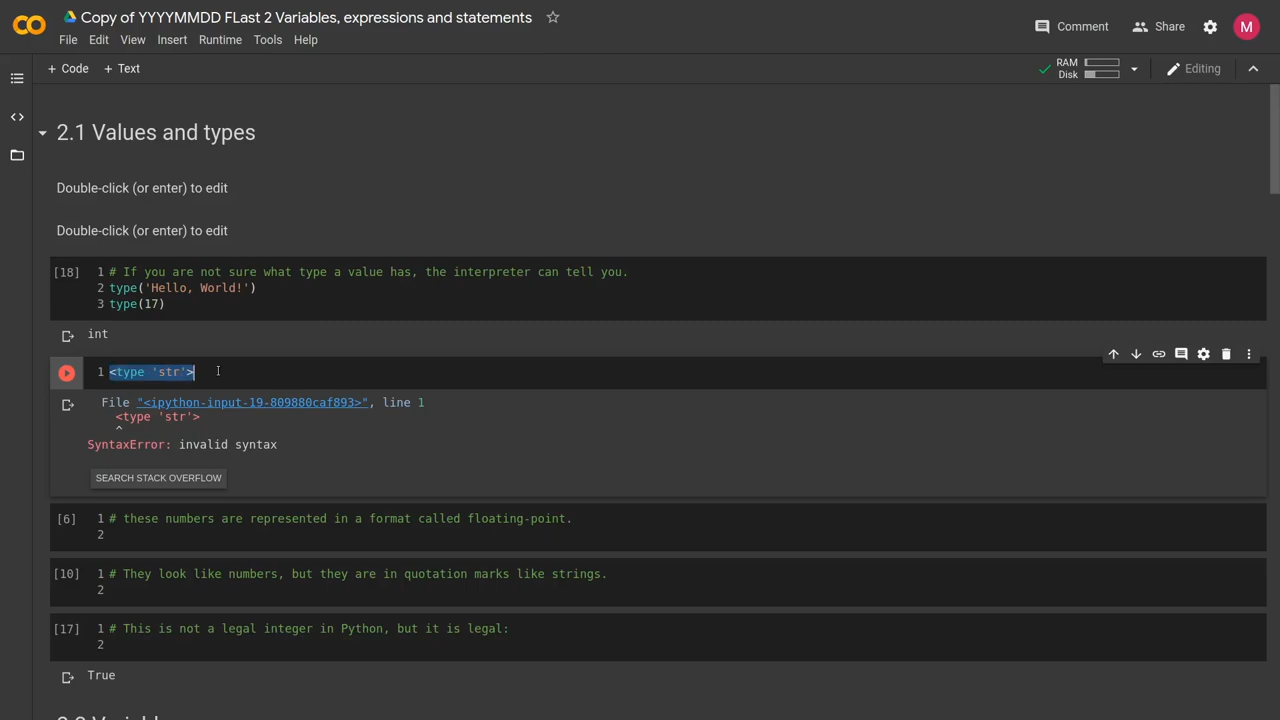 Copy of YYYYMMDD FLast 2 Variables, expressions and statements
File Edit View Insert Runtime Tools Help
Comment Share M
+ Code + Text
RAM
Disk
Editing
2.1 Values and types
Double-click (or enter) to edit
Double-click (or enter) to edit
[18] 1 # If you are not sure what type a value has, the interpreter can tell you.
2 type('Hello, World!')
3 type(17)
int
1 <type 'str'>
File "<ipython-input-19-809880caf893>", line 1
<type 'str'>
^
SyntaxError: invalid syntax
SEARCH STACK OVERFLOW
[6] 1 # these numbers are represented in a format called floating-point.
2
[10] 1 # They look like numbers, but they are in quotation marks like strings.
2
[17] 1 # This is not a legal integer in Python, but it is legal:
2
True